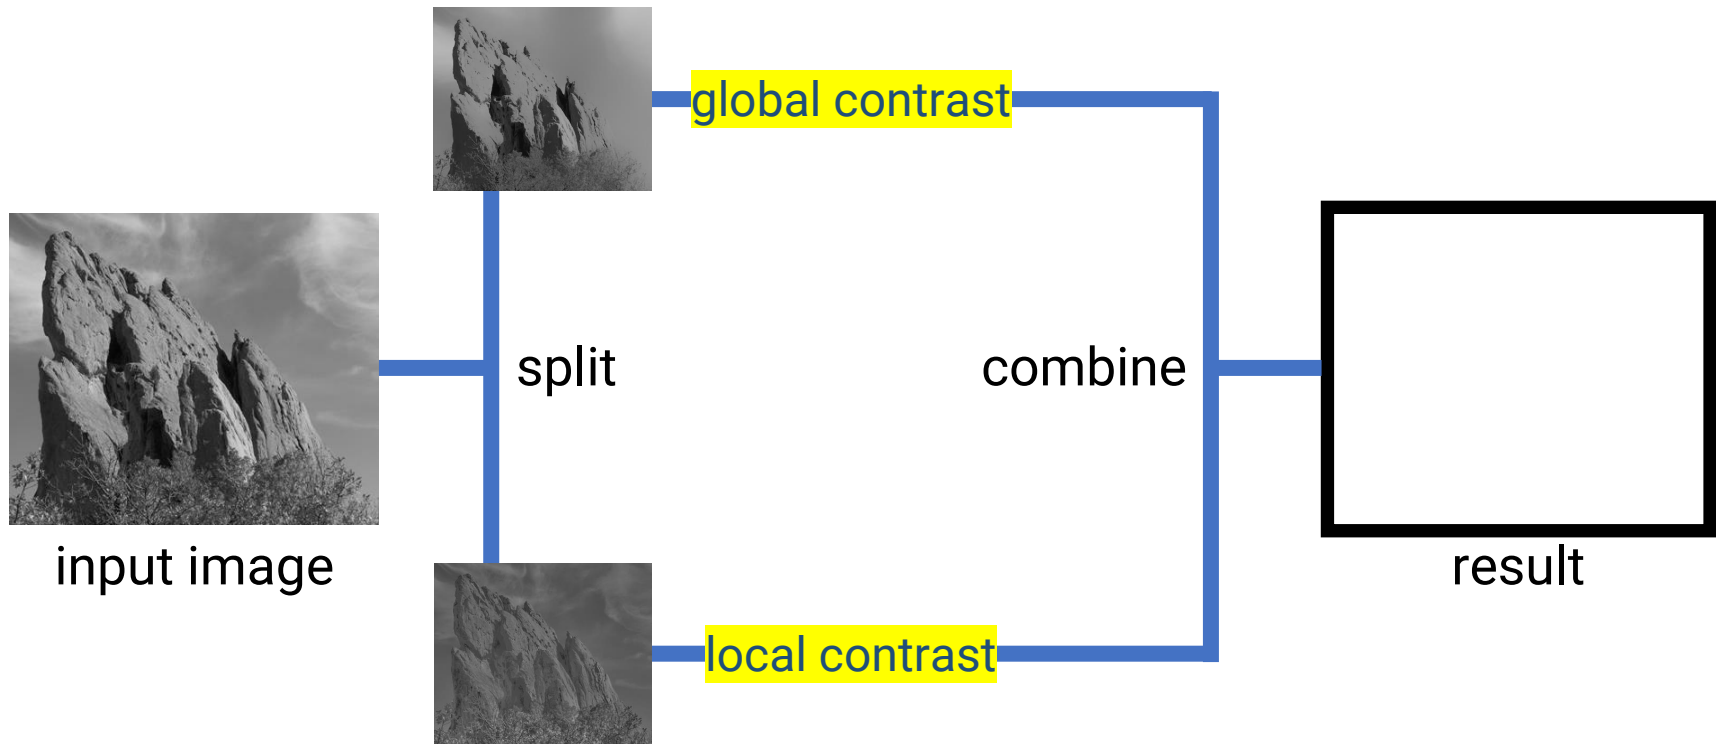 global contrast
split
combine
input image
result
local contrast